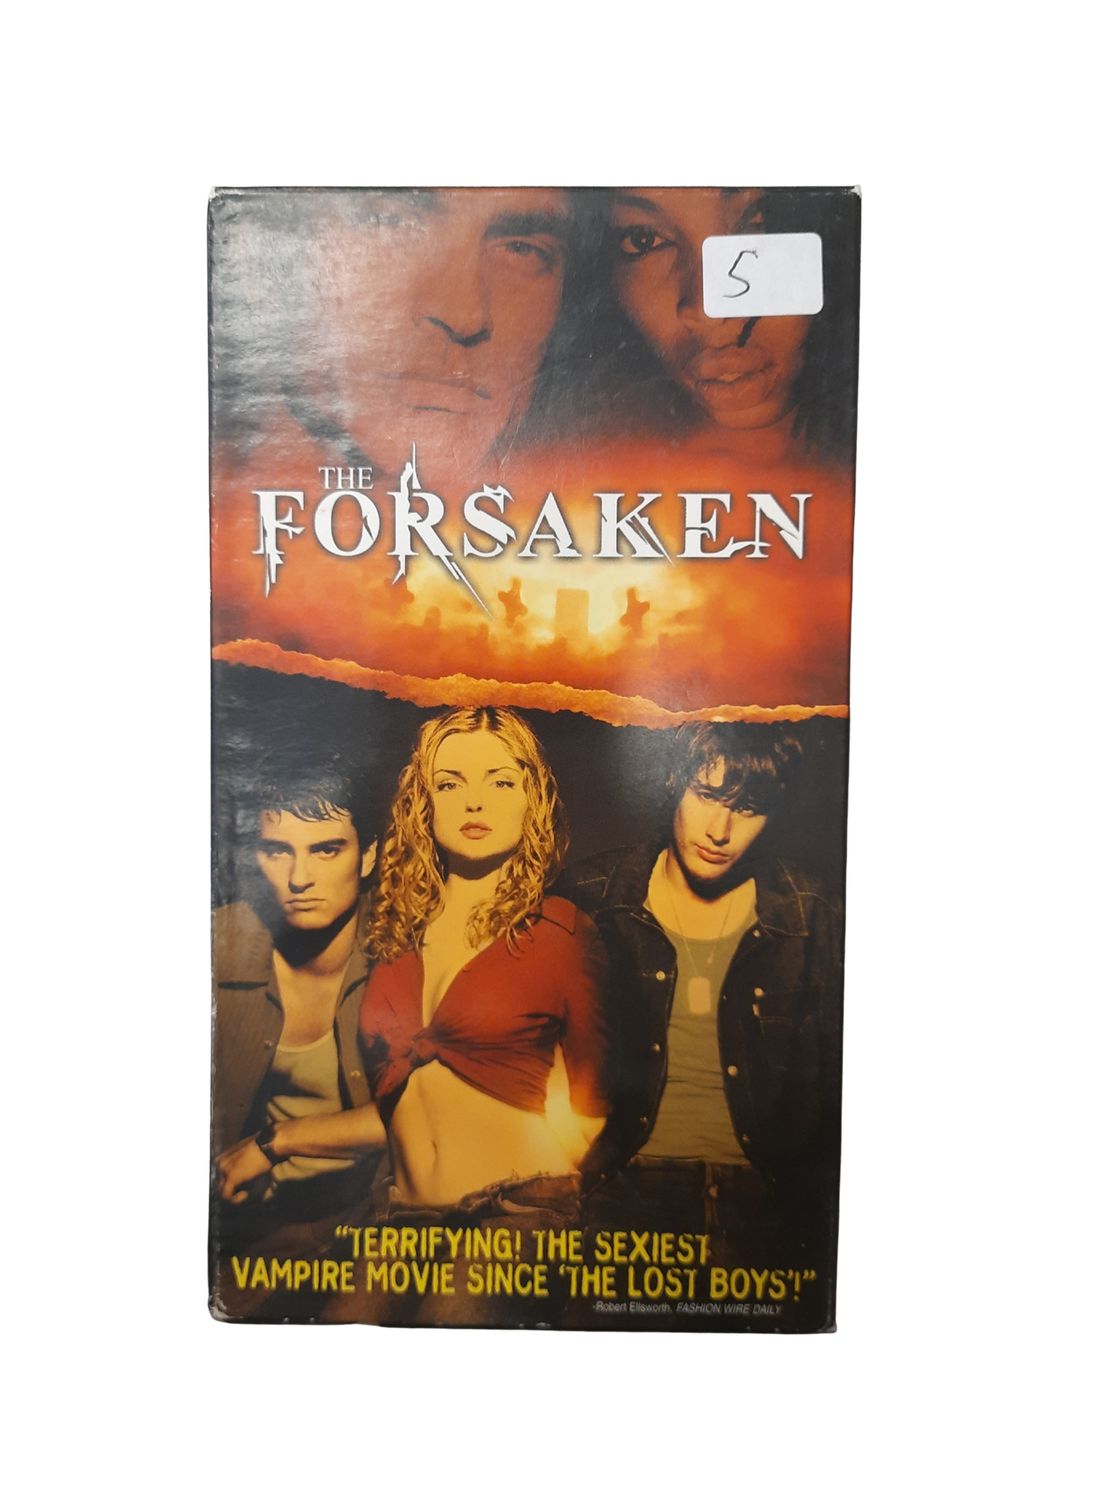 5
THE
FORSAKEN
“TERRIFYING! THE SEXIEST
VAMPIRE MOVIE SINCE ‘THE LOST BOYS’!”
-Robert Ellsworth, FASHION WIRE DAILY